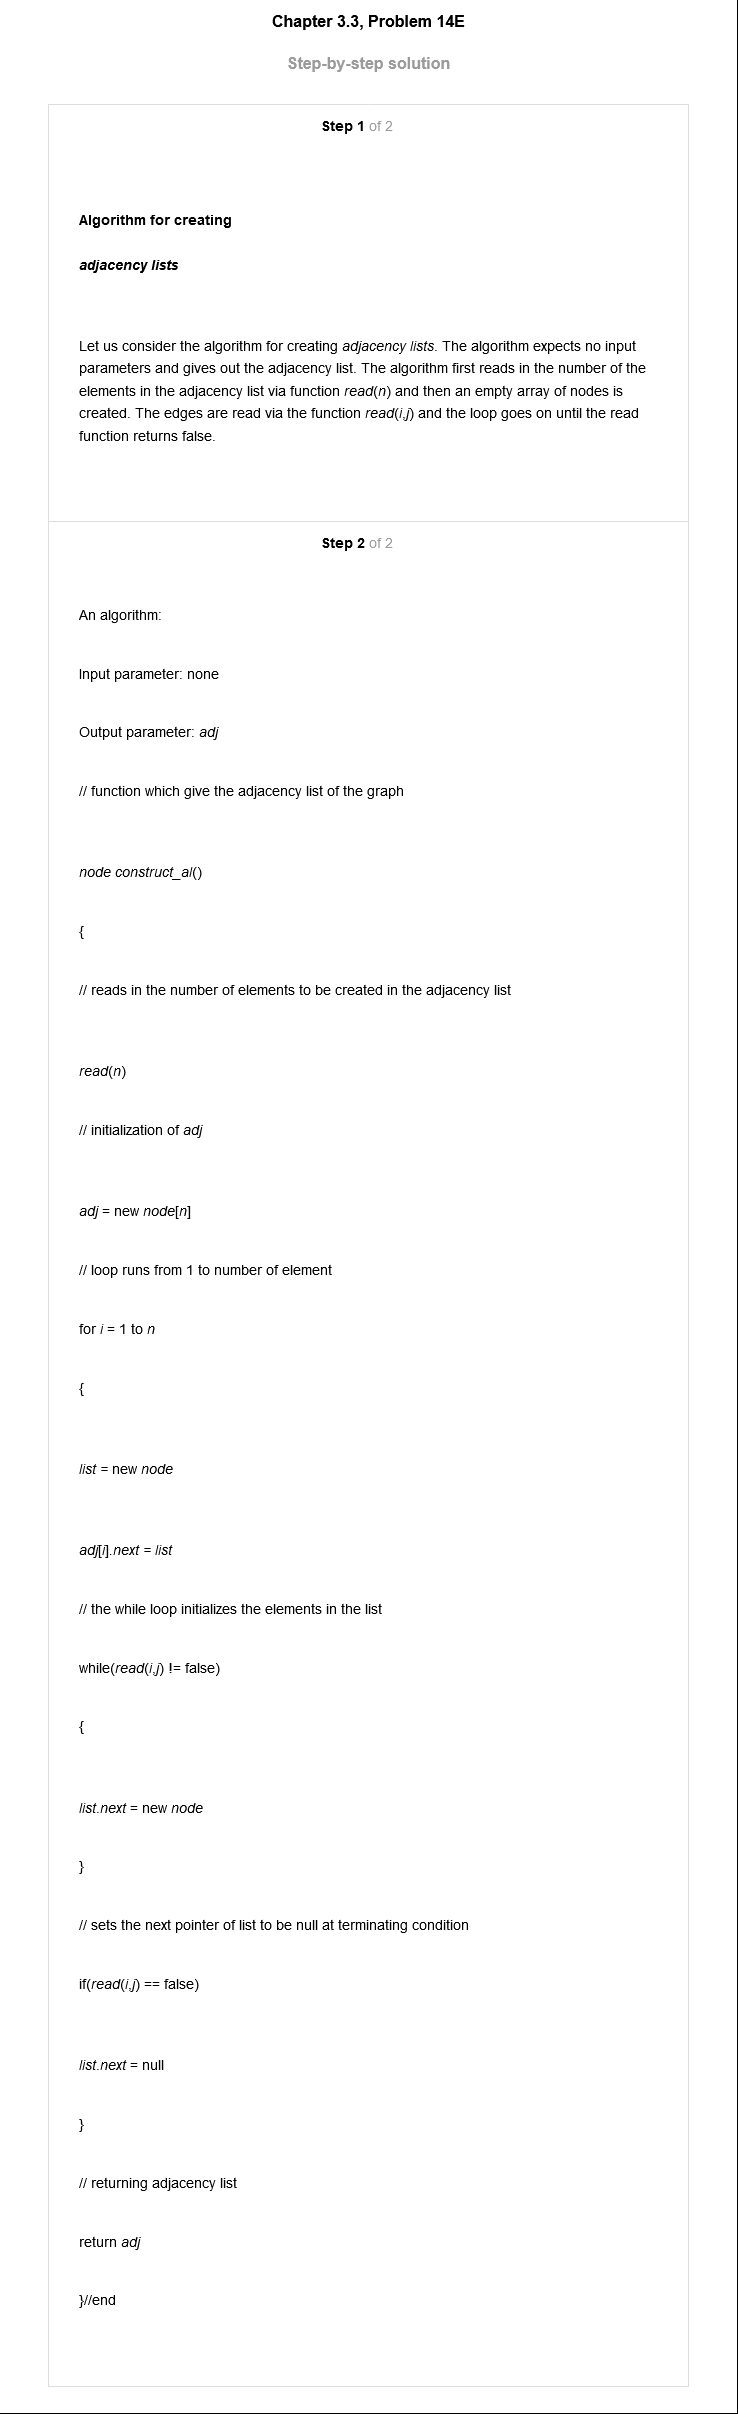 Chapter 3.3, Problem 14E
Step-by-step solution
Step 1 of 2
Algorithm for creating
adjacency lists
Let us consider the algorithm for creating adjacency lists. The algorithm expects no input
parameters and gives out the adjacency list. The algorithm first reads in the number of the
elements in the adjacency list via function read(n) and then an empty array of nodes is
created. The edges are read via the function read(i,j) and the loop goes on until the read
function returns false.
Step 2 of 2
An algorithm:
Input parameter: none
Output parameter: adj
// function which give the adjacency list of the graph
node construct_al()
{
// reads in the number of elements to be created in the adjacency list
read(n)
// initialization of adj
adj = new node[n]
// loop runs from 1 to number of element
for i = 1 to n
{
list = new node
adj[i].next = list
// the while loop initializes the elements in the list
while(read(i,j) != false)
{
list.next = new node
}
// sets the next pointer of list to be null at terminating condition
if(read(i,j) == false)
list.next = null
}
// returning adjacency list
return adj
}//end